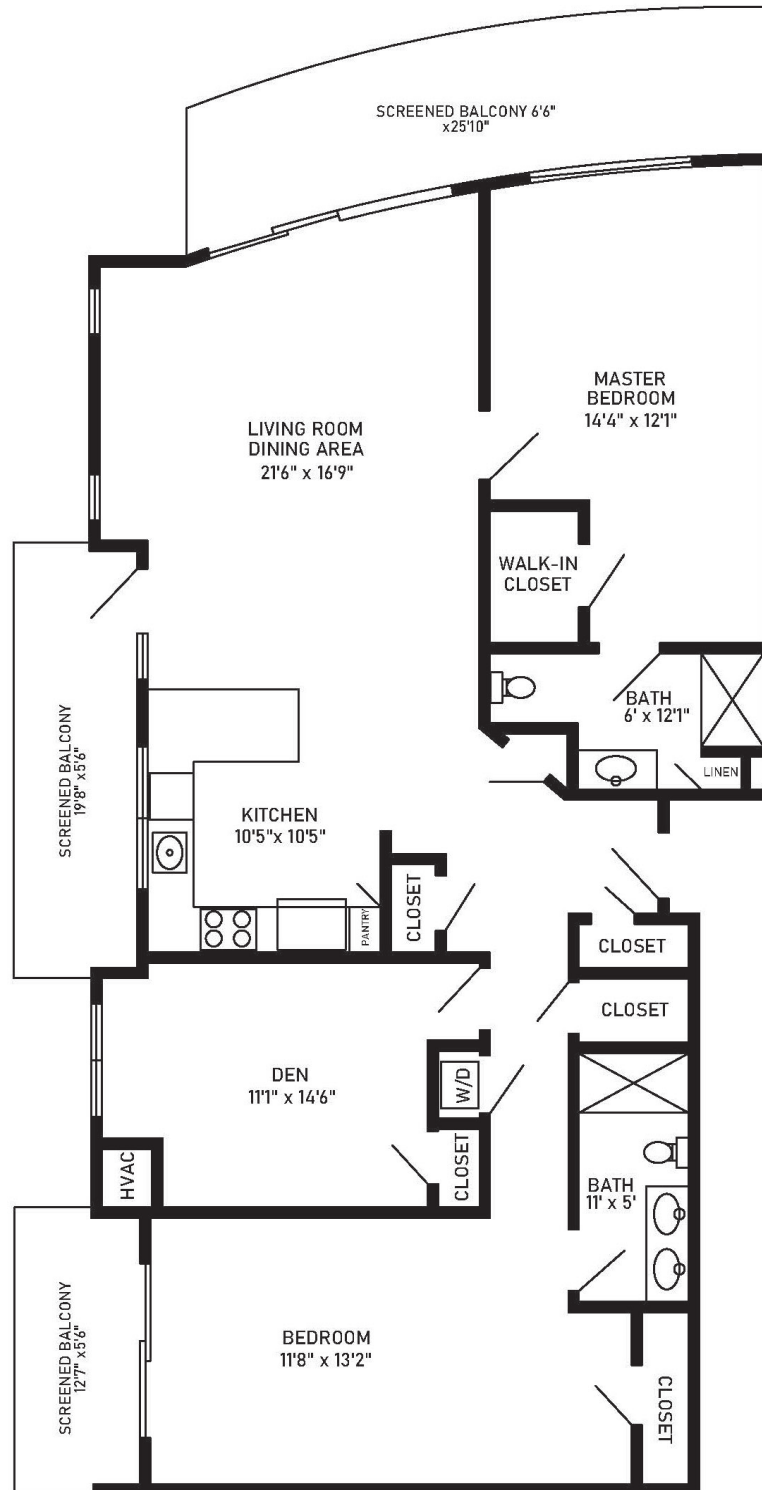 SCREENED BALCONY 6'6"
x25'10"
MASTER
BEDROOM
14'4" x 12'1"
LIVING ROOM
DINING AREA
21'6" x 16'9"
WALK-IN
CLOSET
BATH
6' x 12'1"
LINEN
SCREENED BALCONY
19'8" x5'6"
KITCHEN
10'5"x 10'5"
PANTRY
CLOSET
CLOSET
CLOSET
DEN
11'1" x 14'6"
W/D
CLOSET
HVAC
BATH
11' x 5'
SCREENED BALCONY
12'7" x5'6"
BEDROOM
11'8" x 13'2"
CLOSET